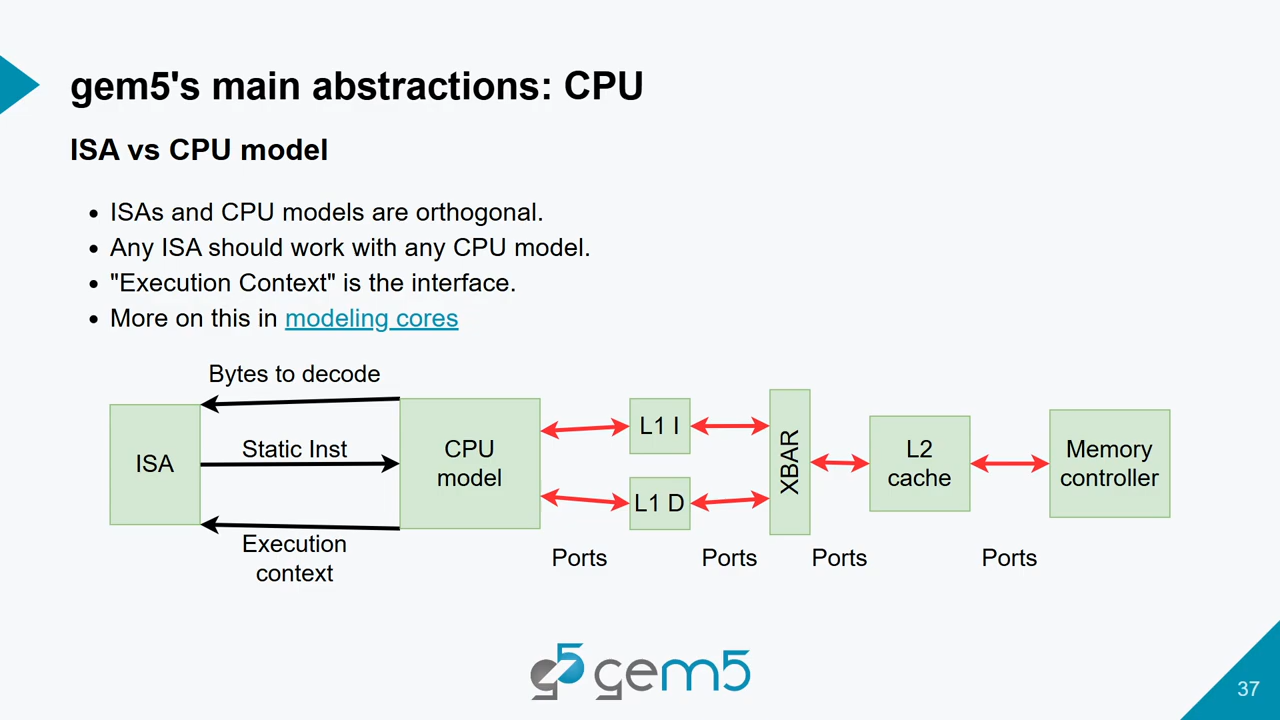 gem5's main abstractions: CPU
ISA vs CPU model
ISAs and CPU models are orthogonal.
Any ISA should work with any CPU model.
"Execution Context" is the interface.
More on this in modeling cores
Bytes to decode
ISA
Static Inst
Execution
context
CPU
model
L1 I
L1 D
XBAR
L2
cache
Memory
controller
Ports
Ports
Ports
Ports
g5 gem5
37